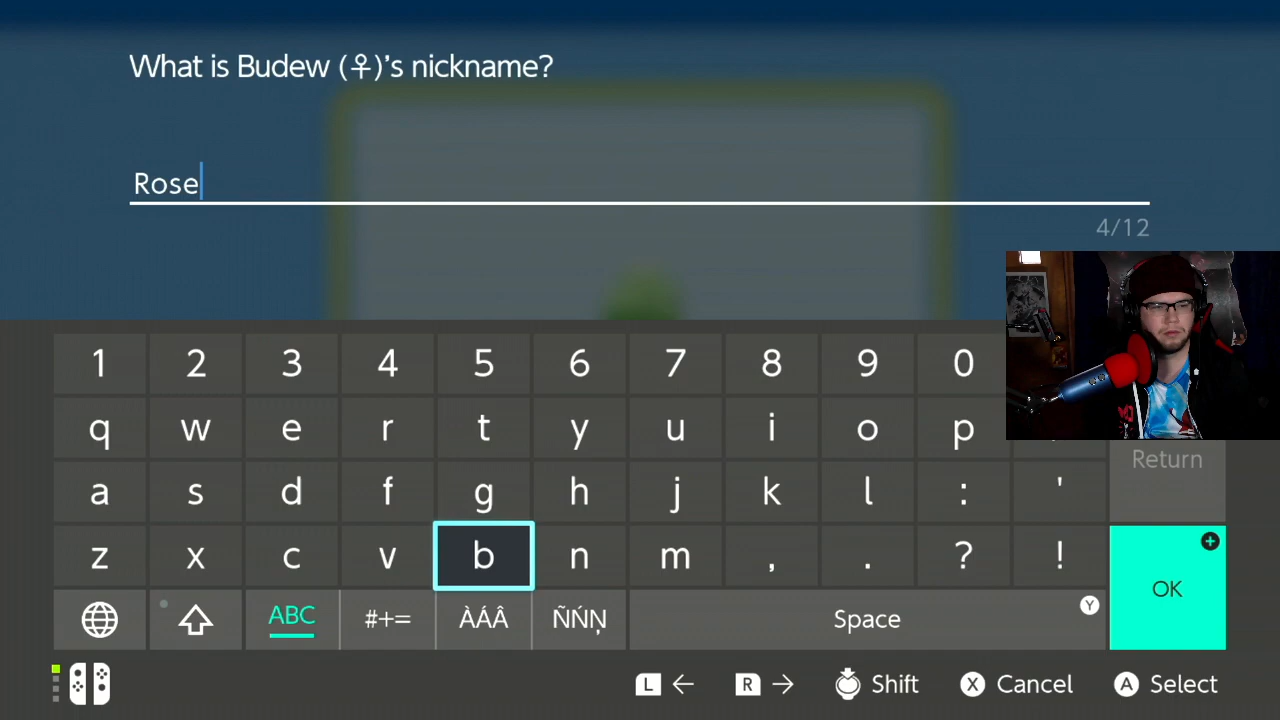 What is Budew (♀)'s nickname?
Rose
4/12
1 2 3 4 5 6 7 8 9 0
q w e r t y u i o p
a s d f g h j k l : '
Return
z x c v b n m , . ? !
OK
ABC #+= ÀÁÂ ÑŃŅ Space Y
L ← R → Shift X Cancel A Select